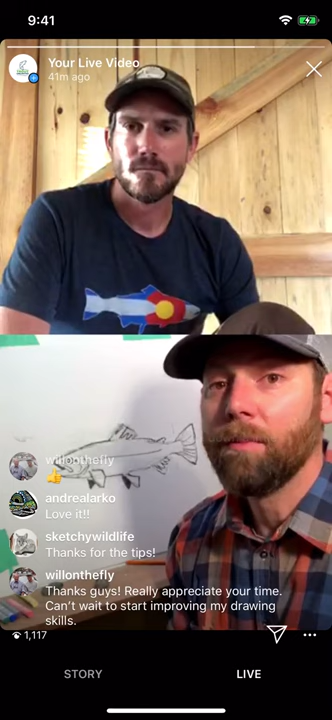 9:41
Your Live Video
41m ago
willonthefly
👍
andrealarko
Love it!!
sketchywildlife
Thanks for the tips!
willonthefly
Thanks guys! Really appreciate your time.
Can't wait to start improving my drawing
skills.
1,117
STORY
LIVE